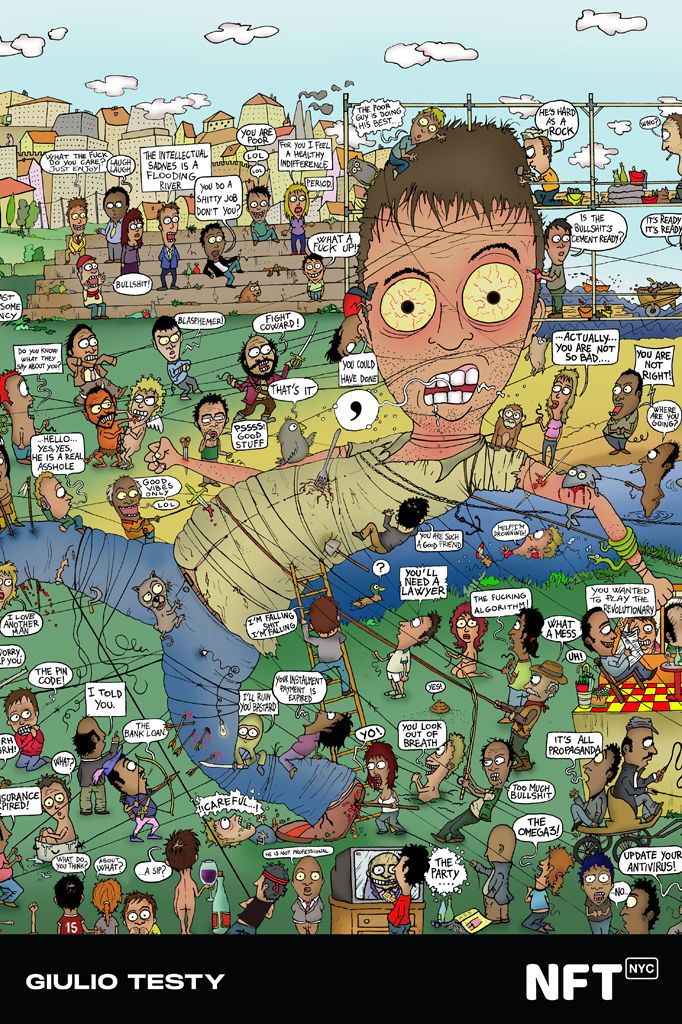 THE POOR
GUY IS DOING
HIS BEST...
HE'S HARD
AS A
ROCK
WHO?
YOU ARE
POOR
LOL
LOL
FOR YOU I FEEL
A HEALTHY
INDIFFERENCE
PERIOD.
WHAT THE FUCK
DO YOU CARE?
JUST ENJOY!
LAUGH
LAUGH
THE INTELLECTUAL
SADNES IS A
FLOODING
RIVER
YOU DO A
SHITTY JOB
DON'T YOU?
BULLSHIT!
WHAT A
FUCK UP!
IS THE
BULLSHIT'S
CEMENT READY?
IT'S READY
IT'S READY
BLASPHEMER!
FIGHT
COWARD!
DO YOU KNOW
WHAT THEY
SAY ABOUT YOU?
THAT'S IT
YOU COULD
HAVE DONE
,
...ACTUALLY...
YOU ARE NOT
SO BAD....
YOU ARE
NOT
RIGHT!
WHERE
ARE YOU
GOING?
PSSSS!
GOOD
STUFF
...HELLO...
YES,YES,
HE IS A REAL
ASSHOLE
GOOD
VIBES
ONLY
LOL
YOU ARE SUCH
A GOOD FRIEND
HELP! I'M
DROWNING!
?
YOU'LL
NEED A
LAWYER
THE FUCKING
ALGORITHM!
YOU WANTED
TO PLAY THE
REVOLUTIONARY
WHAT
A MESS
UH!
I LOVE
ANOTHER
MAN
I'M FALLING
SHIT
I'M FALLING
THE PIN
CODE!
I TOLD
YOU.
THE
BANK LOAN
WHAT?
I'LL RUIN
YOU BASTARD
YOUR INSTALMENT
PAYMENT IS
EXPIRED
YES!
YO!
YOU LOOK
OUT OF
BREATH
IT'S ALL
PROPAGANDA
TOO MUCH
BULLSHIT
¡CAREFUL...!
THE
OMEGA3!
WHAT DO
YOU THINK?
ABOUT
WHAT?
...A SIP?
HE IS NOT PROFESSIONAL
THE
PARTY
....
UPDATE YOUR
ANTIVIRUS!
...NO...
15
GIULIO TESTY
NFT NYC